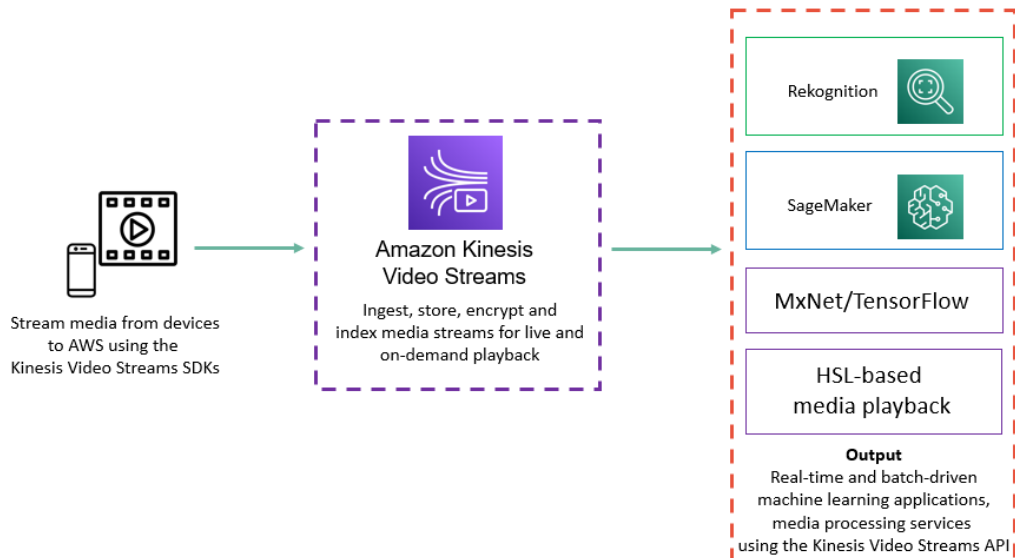 Stream media from devices
to AWS using the
Kinesis Video Streams SDKs
Amazon Kinesis
Video Streams
Ingest, store, encrypt and
index media streams for live and
on-demand playback
Rekognition
SageMaker
MxNet/TensorFlow
HSL-based
media playback
Output
Real-time and batch-driven
machine learning applications,
media processing services
using the Kinesis Video Streams API